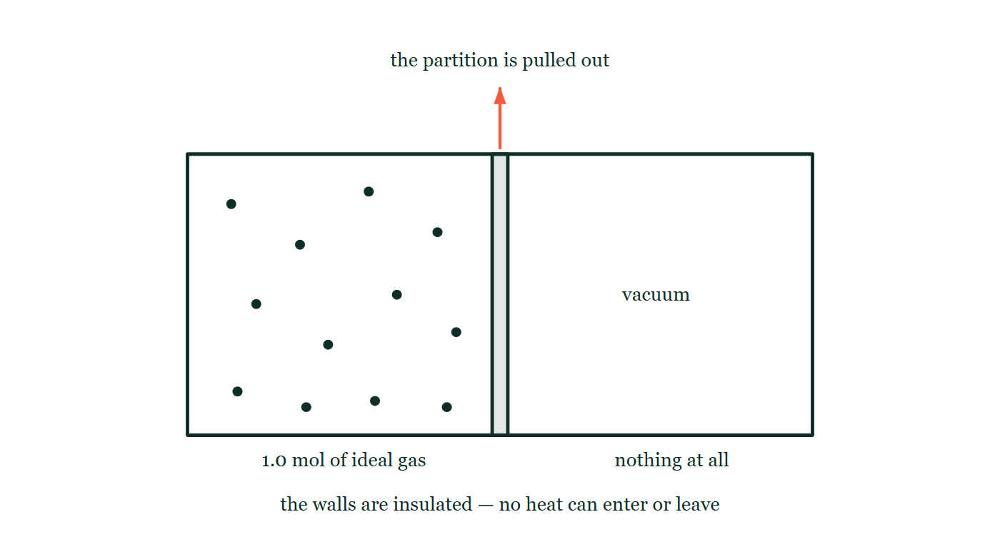 the partition is pulled out
vacuum
1.0 mol of ideal gas
nothing at all
the walls are insulated — no heat can enter or leave